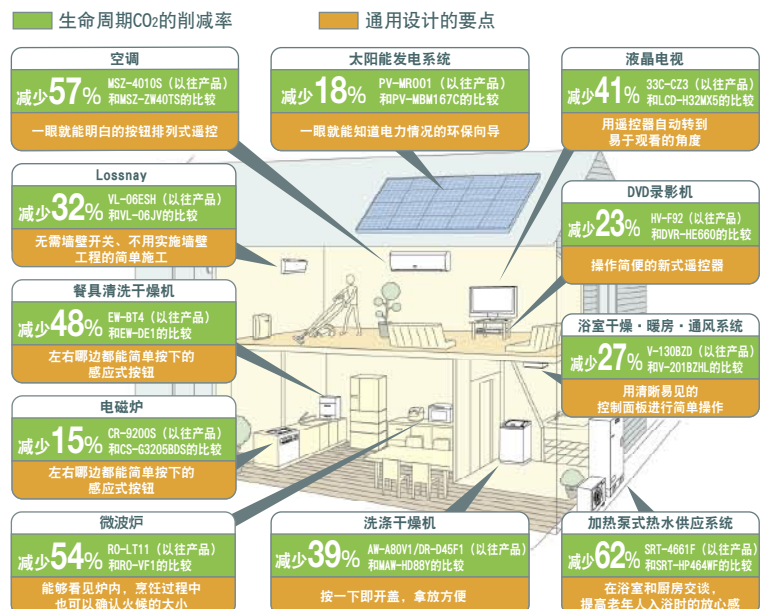 生命周期CO2的削减率
通用设计的要点
空调
减少57% MSZ-4010S（以往产品）
和MSZ-ZW40TS的比较
一眼就能明白的按钮排列式遥控
太阳能发电系统
减少18% PV-MR001（以往产品）
和PV-MBM167C的比较
一眼就能知道电力情况的环保向导
液晶电视
减少41% 33C-CZ3（以往产品）
和LCD-H32MX5的比较
用遥控器自动转到
易于观看的角度
Lossnay
减少32% VL-06ESH（以往产品）
和VL-06JV的比较
无需墙壁开关、不用实施墙壁
工程的简单施工
DVD录影机
减少23% HV-F92（以往产品）
和DVR-HE660的比较
操作简便的新式遥控器
餐具清洗干燥机
减少48% EW-BT4（以往产品）
和EW-DE1的比较
左右哪边都能简单按下的
感应式按钮
浴室干燥·暖房·通风系统
减少27% V-130BZD（以往产品）
和V-201BZHL的比较
用清晰易见的
控制面板进行简单操作
电磁炉
减少15% CR-9200S（以往产品）
和CS-G3205BDS的比较
左右哪边都能简单按下的
感应式按钮
微波炉
减少54% RO-LT11（以往产品）
和RO-VF1的比较
能够看见炉内，烹饪过程中
也可以确认火候的大小
洗涤干燥机
减少39% AW-A80V1/DR-D45F1（以往产品）
和MAW-HD88Y的比较
按一下即开盖，拿放方便
加热泵式热水供应系统
减少62% SRT-4661F（以往产品）
和SRT-HP464WF的比较
在浴室和厨房交谈，
提高老年人入浴时的放心感